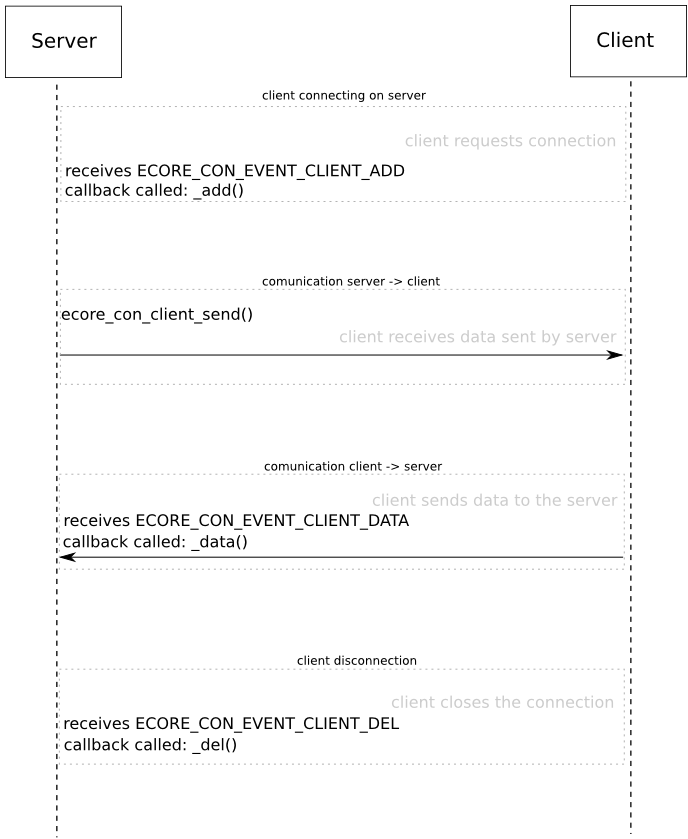 Server
Client
client connecting on server
client requests connection
receives ECORE_CON_EVENT_CLIENT_ADD
callback called: _add()
comunication server -> client
ecore_con_client_send()
client receives data sent by server
comunication client -> server
client sends data to the server
receives ECORE_CON_EVENT_CLIENT_DATA
callback called: _data()
client disconnection
client closes the connection
receives ECORE_CON_EVENT_CLIENT_DEL
callback called: _del()